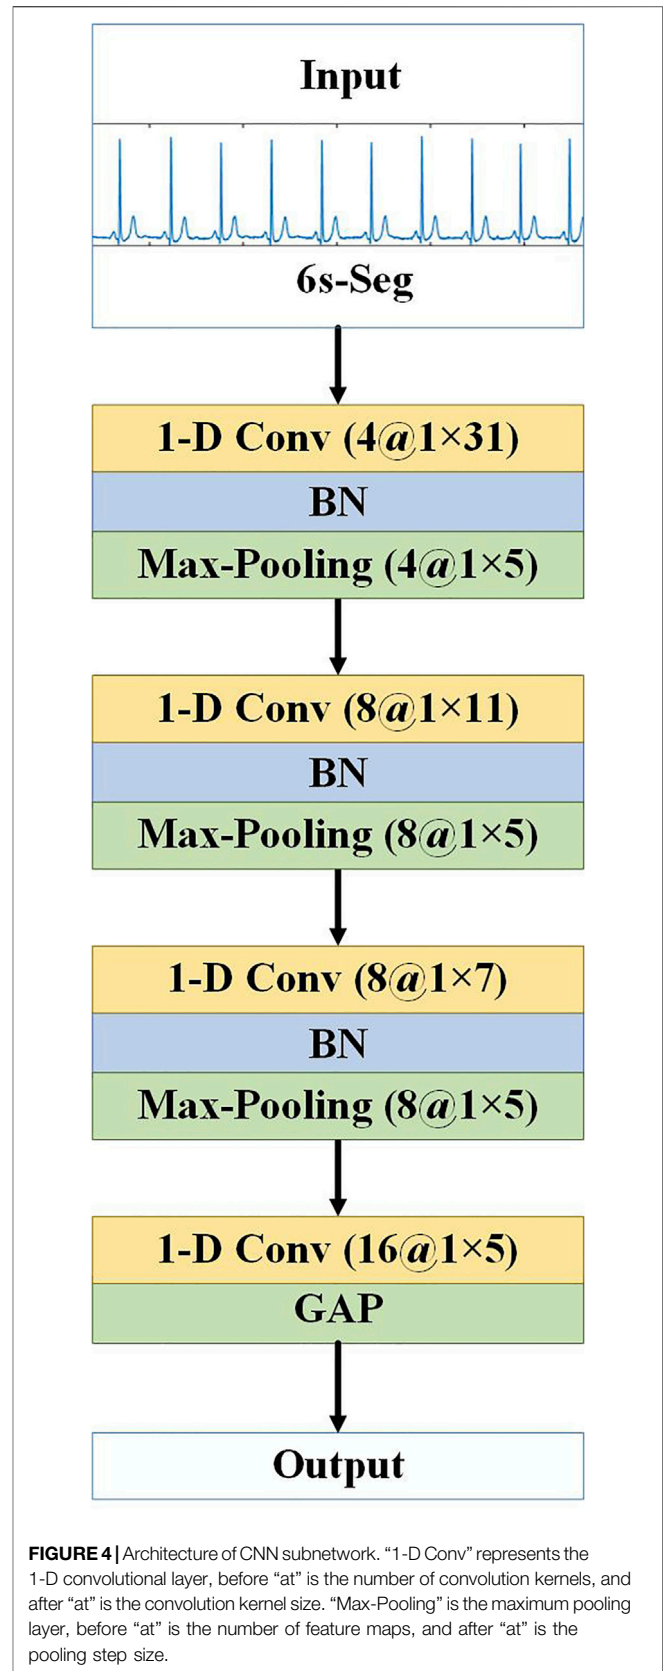 Input
6s-Seg
1-D Conv (4@1×31)
BN
Max-Pooling (4@1×5)
1-D Conv (8@1×11)
BN
Max-Pooling (8@1×5)
1-D Conv (8@1×7)
BN
Max-Pooling (8@1×5)
1-D Conv (16@1×5)
GAP
Output
FIGURE 4 | Architecture of CNN subnetwork. “1-D Conv” represents the
1-D convolutional layer, before “at” is the number of convolution kernels, and
after “at” is the convolution kernel size. “Max-Pooling” is the maximum pooling
layer, before “at” is the number of feature maps, and after “at” is the
pooling step size.